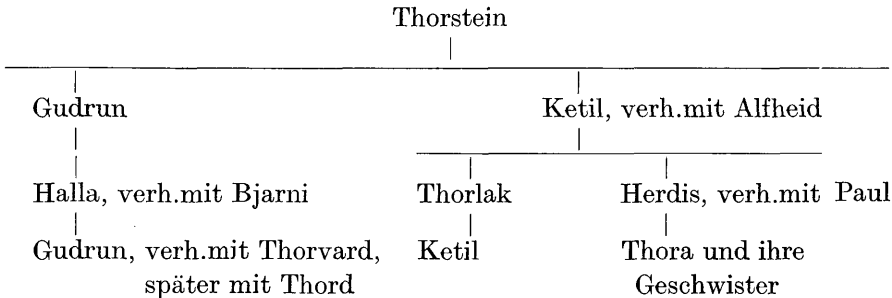 Thorstein
Gudrun Ketil, verh.mit Alfheid
Halla, verh.mit Bjarni Thorlak Herdis, verh.mit Paul
Gudrun, verh.mit Thorvard, Ketil Thora und ihre
später mit Thord Geschwister